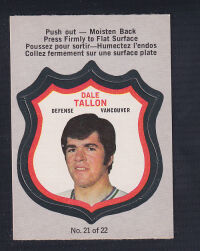 Push out — Moisten Back
Press Firmly to Flat Surface
Poussez pour sortir—Humectez l'endos
Collez fermement sur une surface plate
DALE
TALLON
DEFENSE VANCOUVER
No. 21 of 22